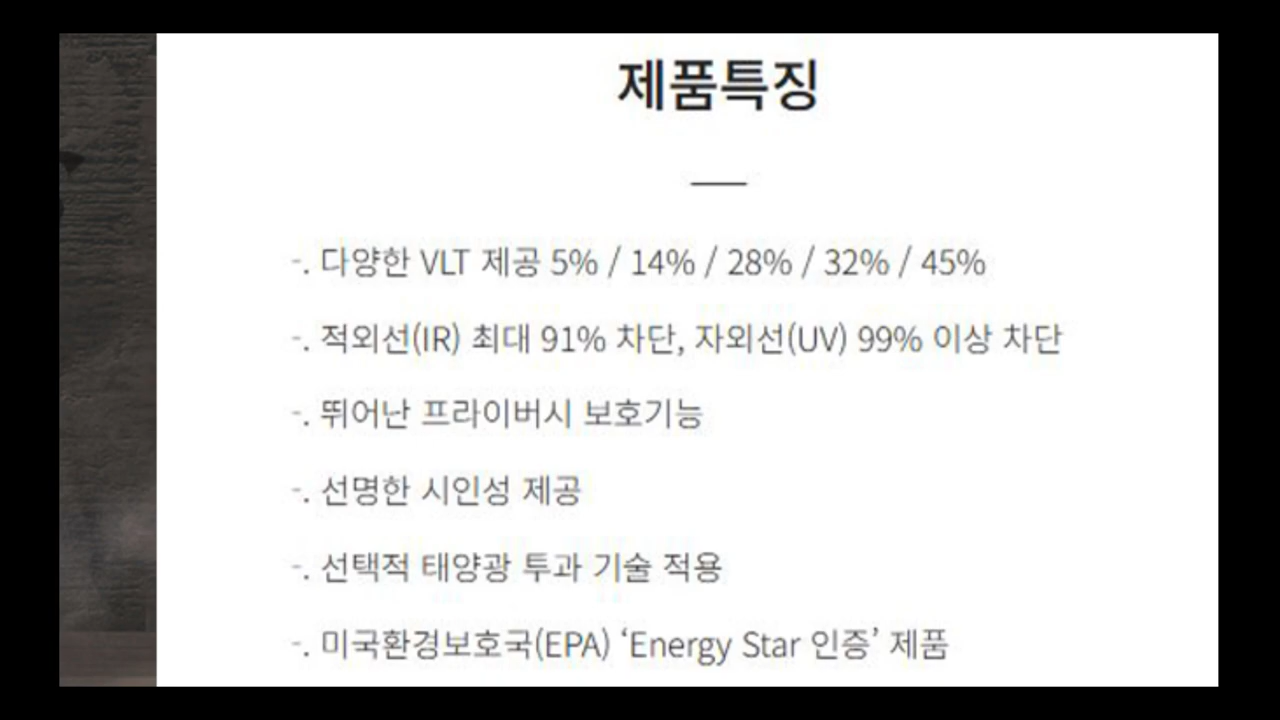 제품특징
-. 다양한 VLT 제공 5% / 14% / 28% / 32% / 45%
-. 적외선(IR) 최대 91% 차단, 자외선(UV) 99% 이상 차단
-. 뛰어난 프라이버시 보호기능
-. 선명한 시인성 제공
-. 선택적 태양광 투과 기술 적용
-. 미국환경보호국(EPA) ‘Energy Star 인증’ 제품